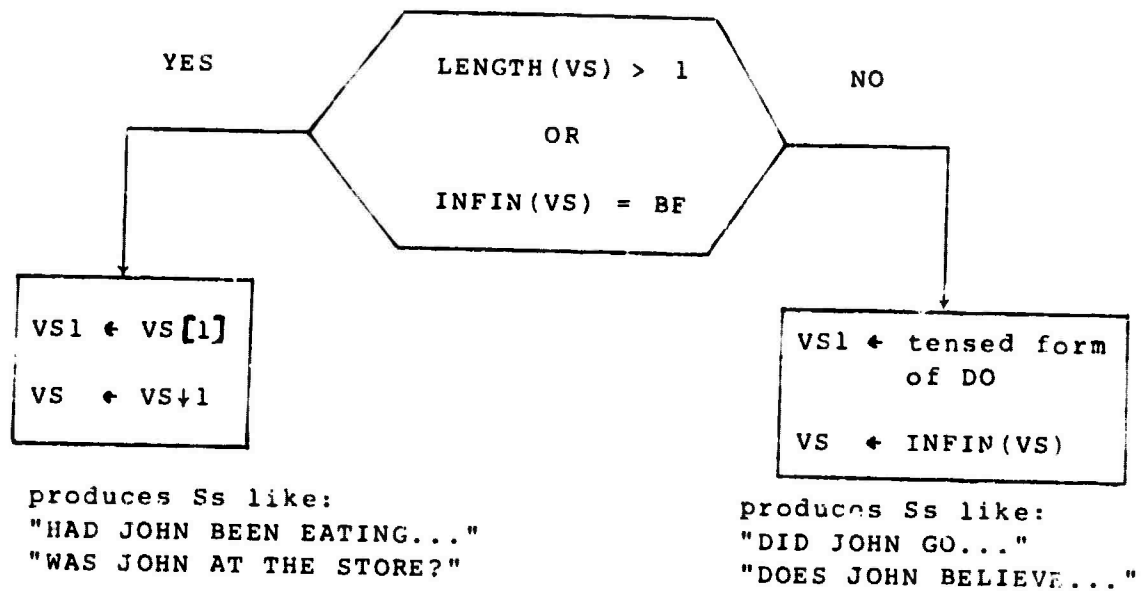 YES
LENGTH(VS) > 1
NO
OR
INFIN(VS) = BF
VS1 ← VS[1]
VS ← VS↓1
VS1 ← tensed form
of DO
VS ← INFIN(VS)
produces Ss like:
"HAD JOHN BEEN EATING..."
"WAS JOHN AT THE STORE?"
produces Ss like:
"DID JOHN GO..."
"DOES JOHN BELIEVE..."